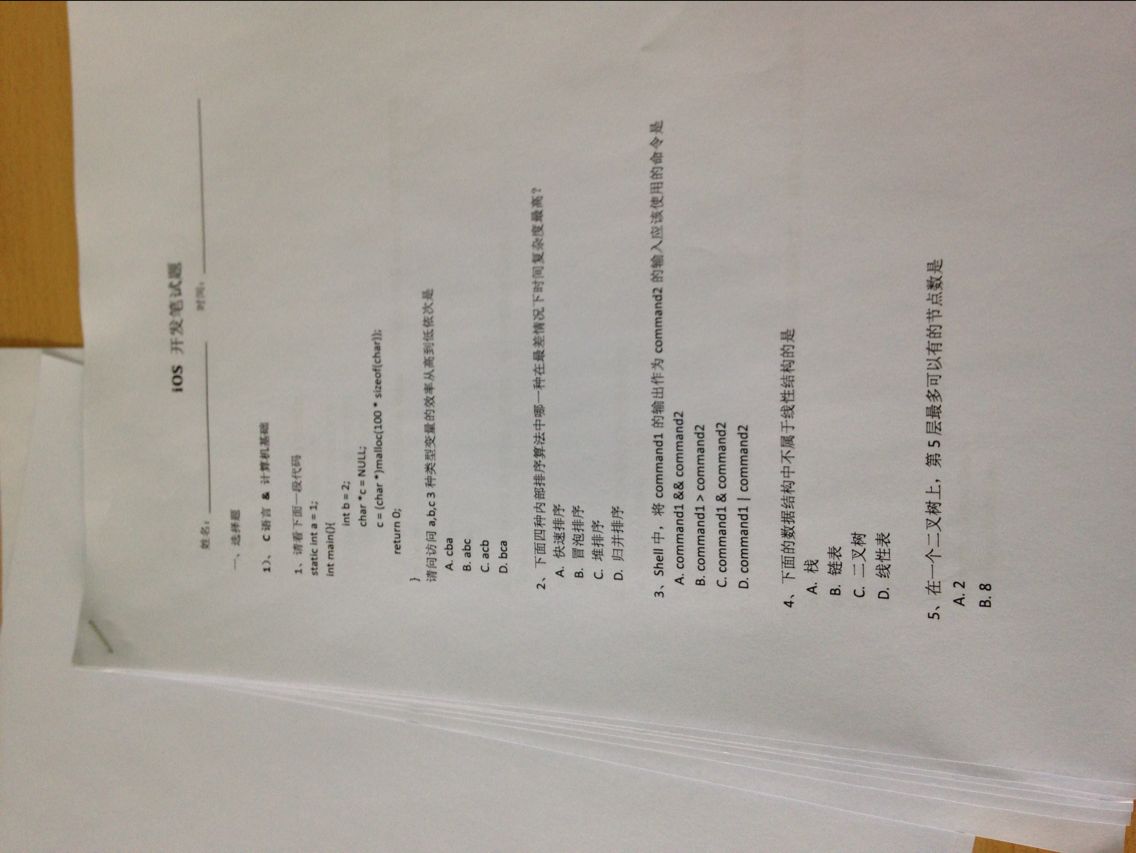 iOS 开发笔试题
姓名: 时间:
一、选择题
1)、 C 语言 & 计算机基础
1、请看下面一段代码
static int a = 1;
int main(){
int b = 2;
char *c = NULL;
c = (char *)malloc(100 * sizeof(char));
return 0;
}
请问访问 a,b,c 3 种类型变量的效率从高到低依次是
A. cba
B. abc
C. acb
D. bca
2、下面四种内部排序算法中哪一种在最差情况下时间复杂度最高?
A. 快速排序
B. 冒泡排序
C. 堆排序
D. 归并排序
3、Shell 中，将 command1 的输出作为 command2 的输入应该使用的命令是
A. command1 && command2
B. command1 > command2
C. command1 & command2
D. command1 | command2
4、下面的数据结构中不属于线性结构的是
A. 栈
B. 链表
C. 二叉树
D. 线性表
5、在一个二叉树上，第 5 层最多可以有的节点数是
A. 2
B. 8